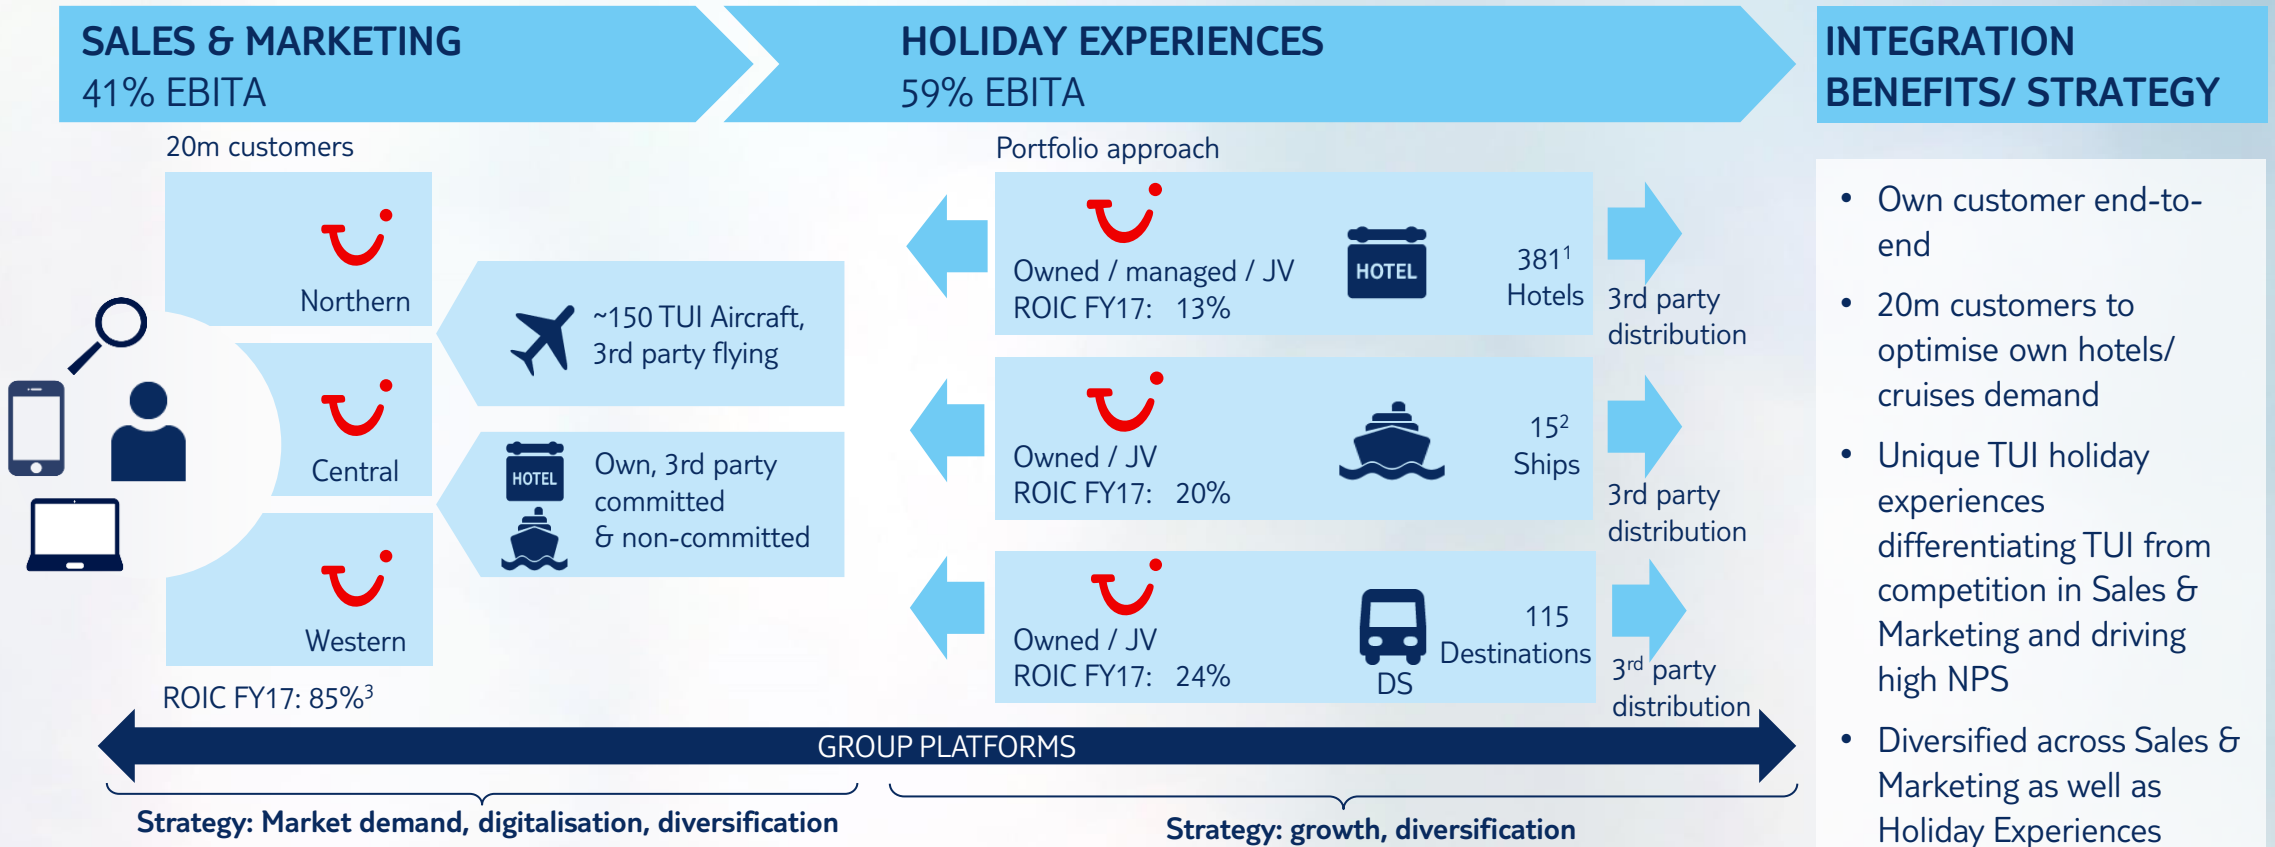 SALES & MARKETING
41% EBITA
HOLIDAY EXPERIENCES
59% EBITA
INTEGRATION
BENEFITS/ STRATEGY
20m customers
Northern
Central
Western
ROIC FY17: 85%³
~150 TUI Aircraft,
3rd party flying
HOTEL
Own, 3rd party
committed
& non-committed
Portfolio approach
Owned / managed / JV
ROIC FY17: 13%
HOTEL
381¹
Hotels
3rd party
distribution
Owned / JV
ROIC FY17: 20%
15²
Ships
3rd party
distribution
Owned / JV
ROIC FY17: 24%
DS
115
Destinations
3rd party
distribution
GROUP PLATFORMS
Strategy: Market demand, digitalisation, diversification
Strategy: growth, diversification
• Own customer end-to-
end
• 20m customers to
optimise own hotels/
cruises demand
• Unique TUI holiday
experiences
differentiating TUI from
competition in Sales &
Marketing and driving
high NPS
• Diversified across Sales &
Marketing as well as
Holiday Experiences